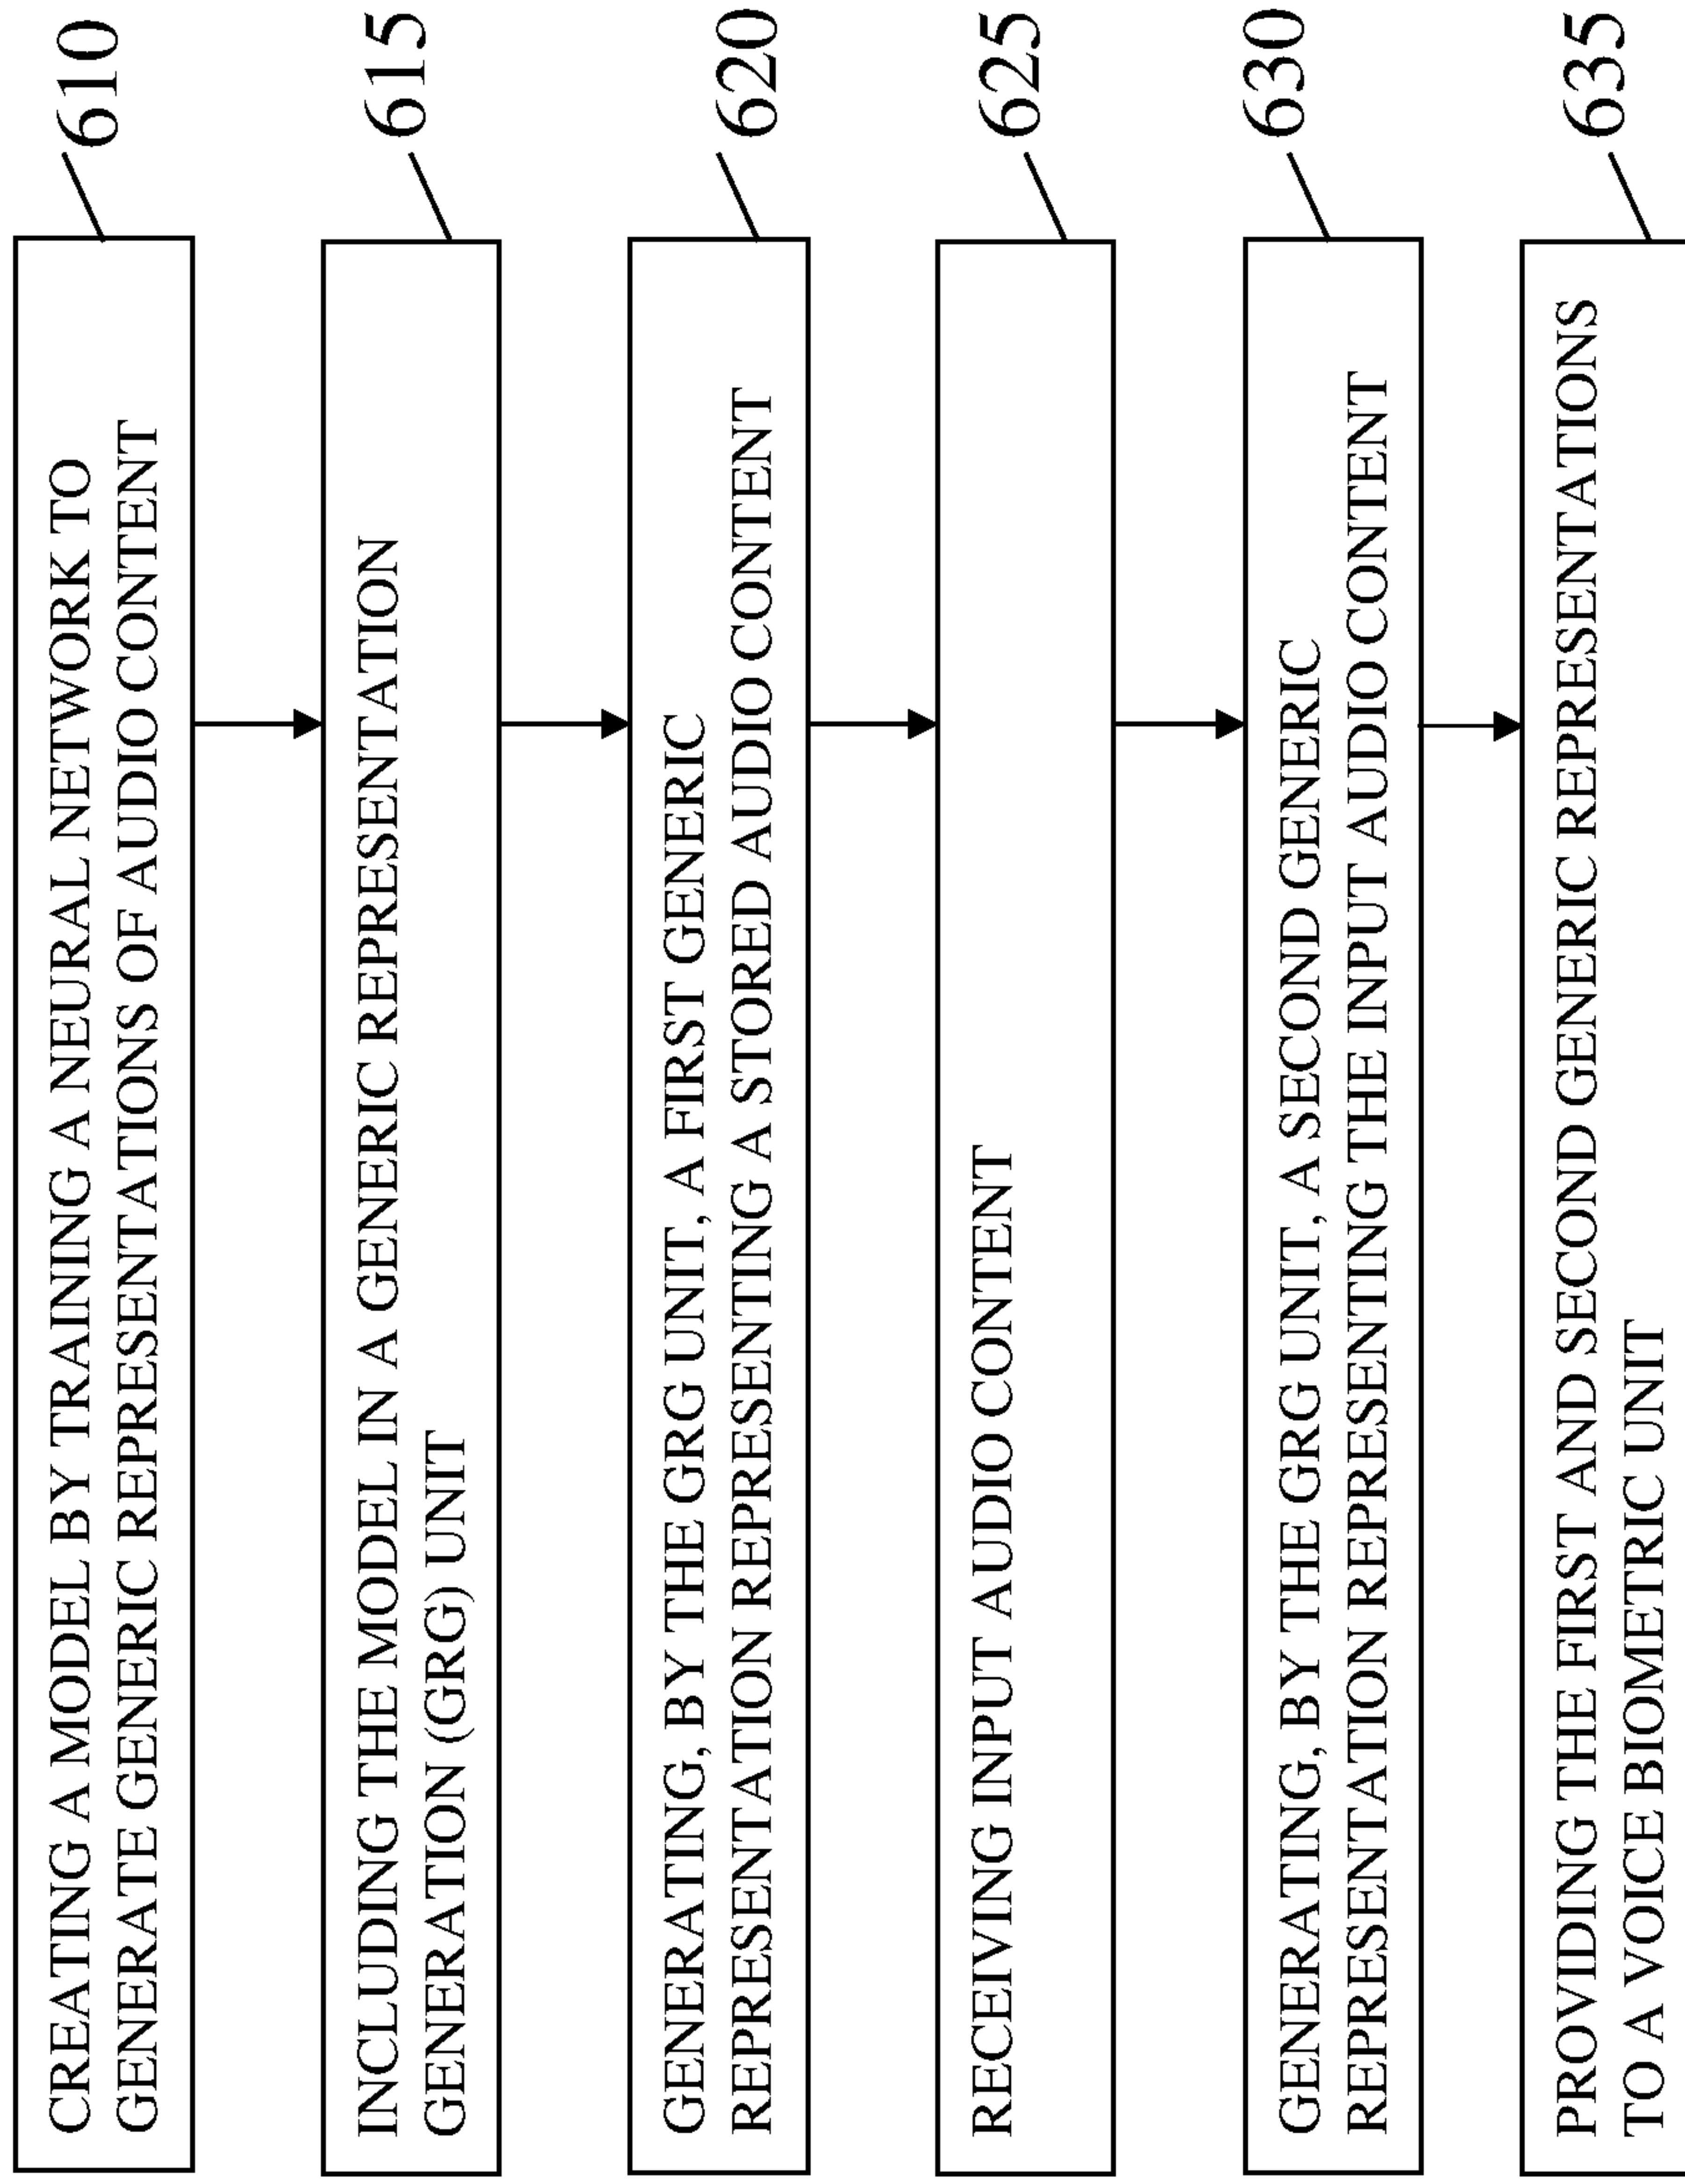 CREATING A MODEL BY TRAINING A NEURAL NETWORK TO
GENERATE GENERIC REPRESENTATIONS OF AUDIO CONTENT
610
INCLUDING THE MODEL IN A GENERIC REPRESENTATION
GENERATION (GRG) UNIT
615
GENERATING, BY THE GRG UNIT, A FIRST GENERIC
REPRESENTATION REPRESENTING A STORED AUDIO CONTENT
620
RECEIVING INPUT AUDIO CONTENT
625
GENERATING, BY THE GRG UNIT, A SECOND GENERIC
REPRESENTATION REPRESENTING THE INPUT AUDIO CONTENT
630
PROVIDING THE FIRST AND SECOND GENERIC REPRESENTATIONS
TO A VOICE BIOMETRIC UNIT
635